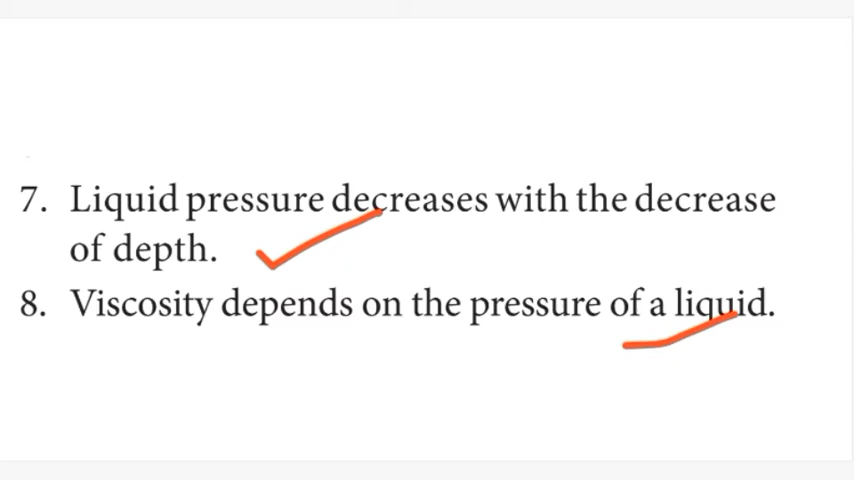 7. Liquid pressure decreases with the decrease
of depth.
8. Viscosity depends on the pressure of a liquid.